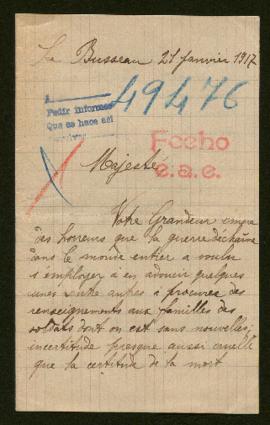 Le Busseau 21 Janvier 1917
49476
A
Pedir informes
Que se hace así
Fecho
e.a.e.
Majesté
Votre Grandeur émue
des horreurs que la guerre déchaîne
dans le monde entier a voulu
s'employer à en adoucir quelques
unes entre autres à procurer des
renseignements aux familles des
soldats dont on est sans nouvelles,
incertitude presque aussi cruelle
que la certitude de la mort